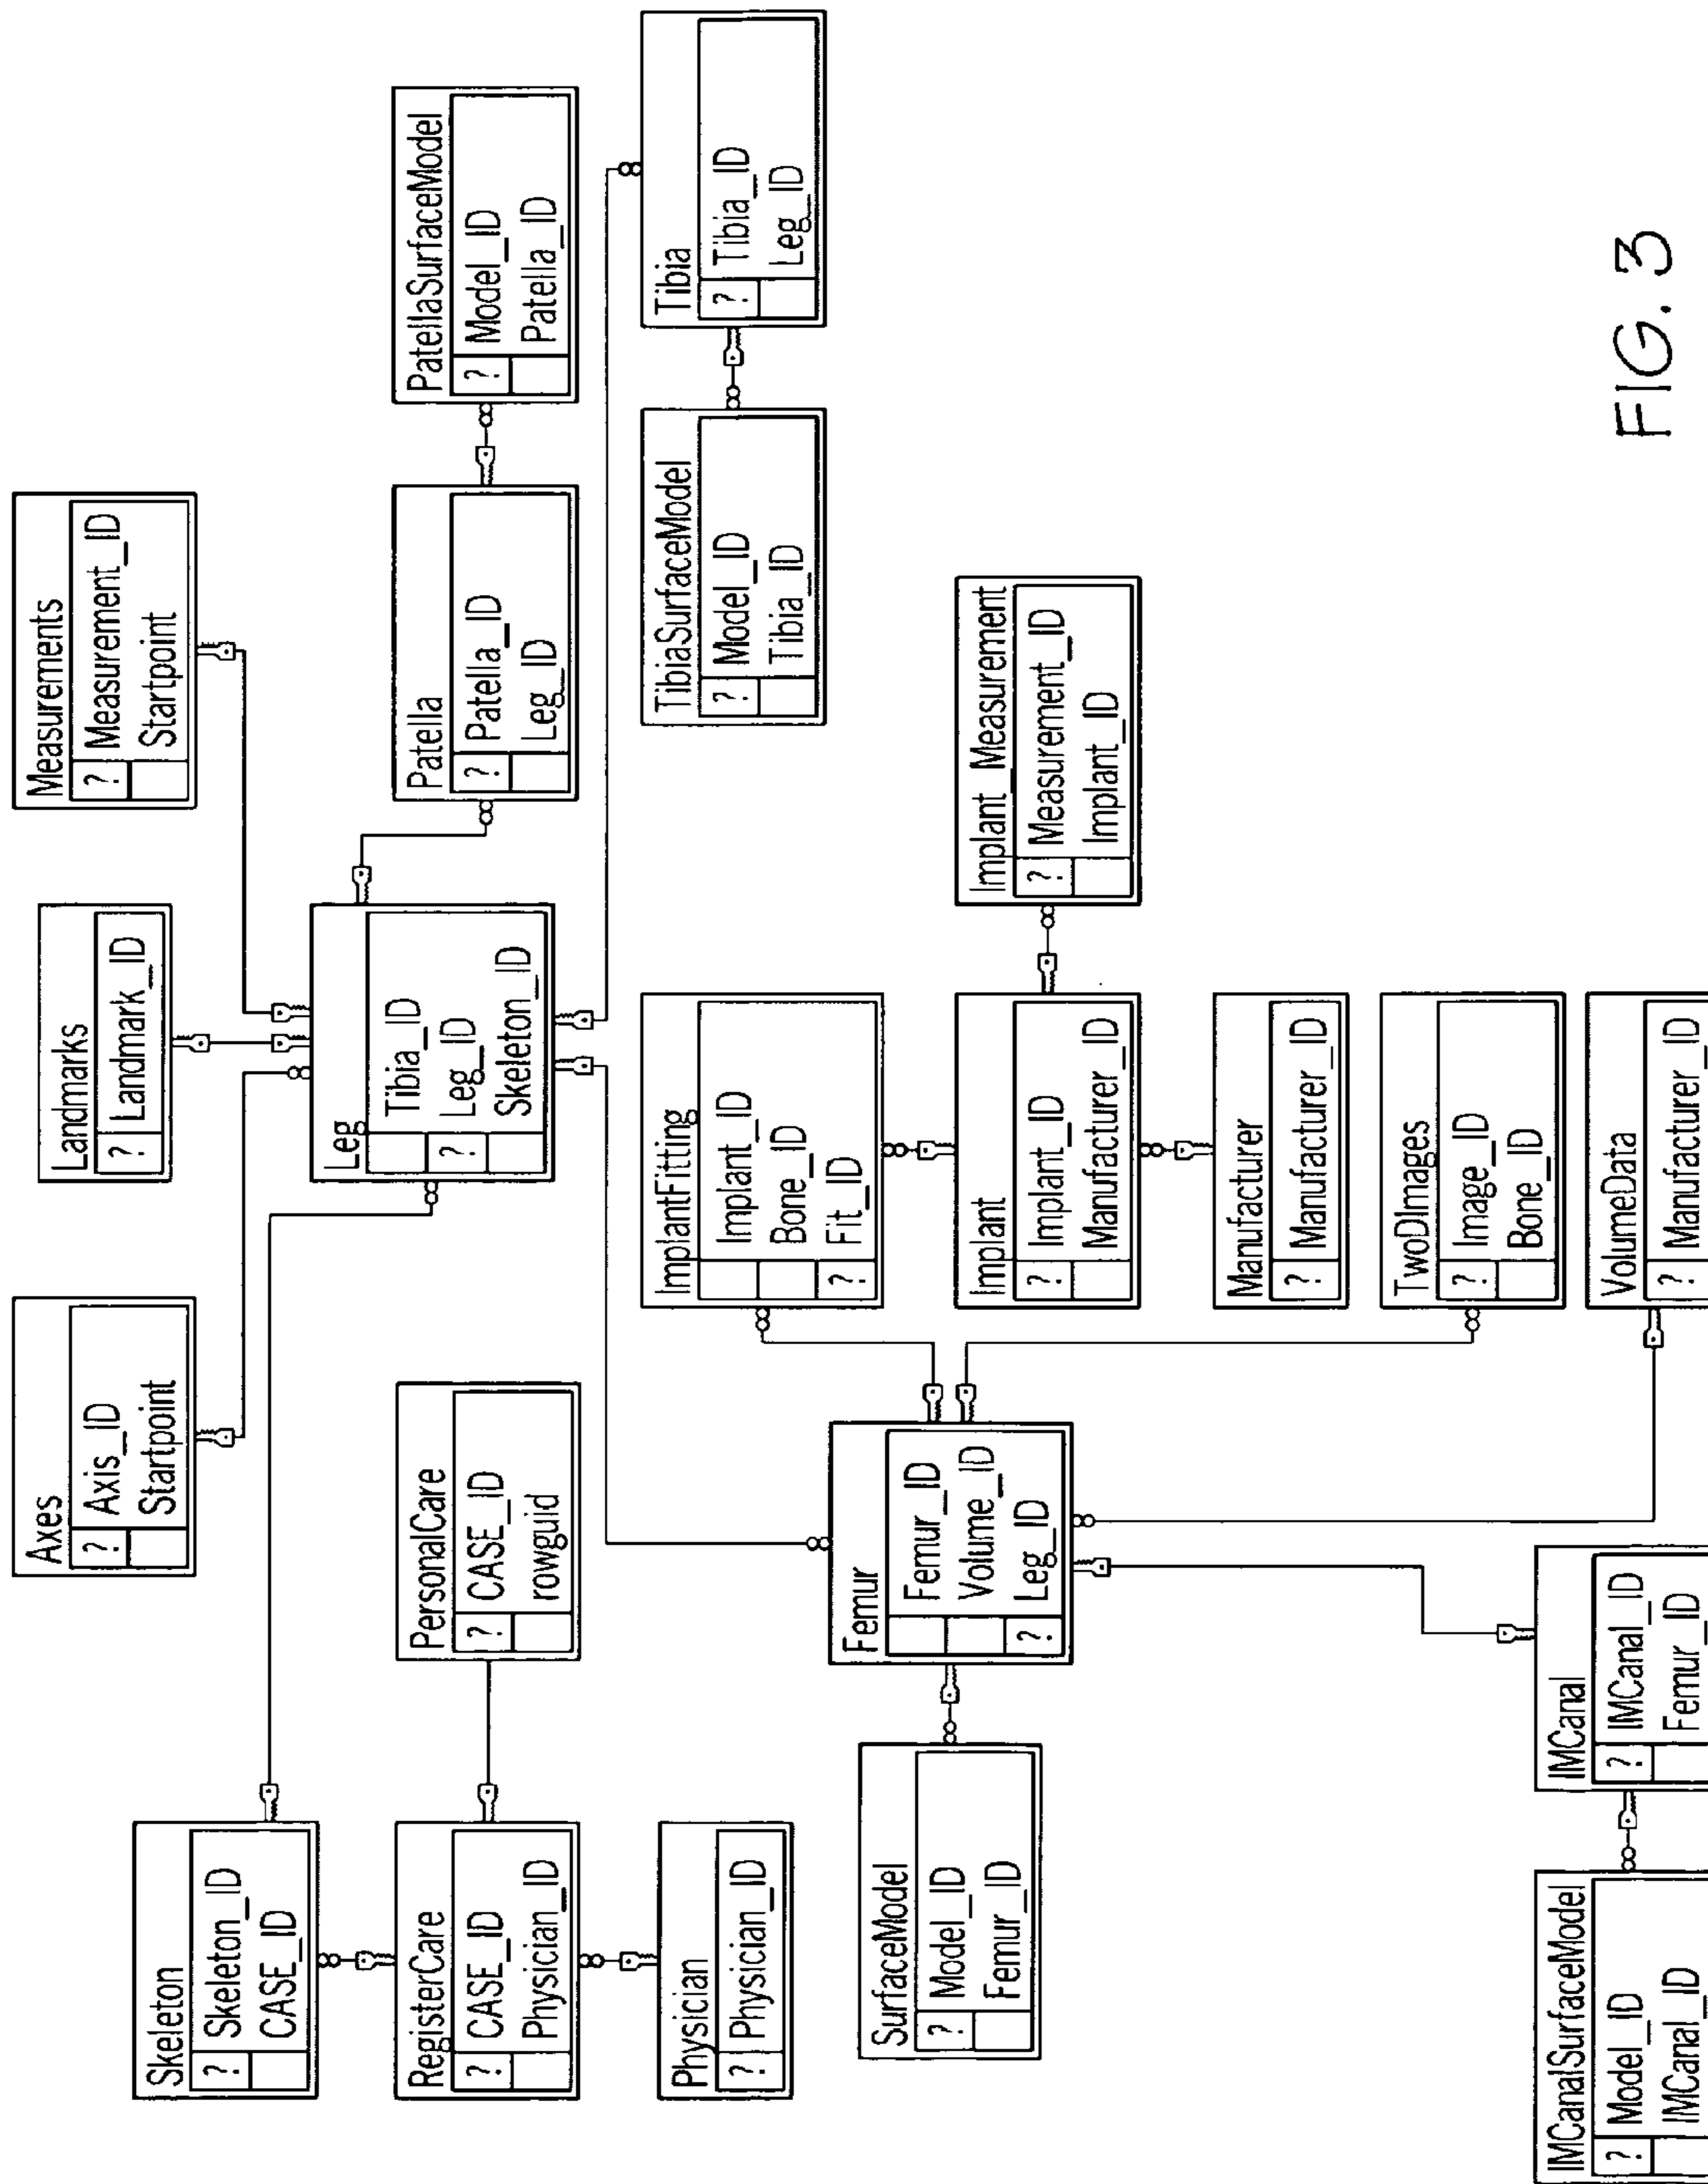 Skeleton
? Skeleton_ID
CASE_ID
RegisterCare
? CASE_ID
Physician_ID
Physician
? Physician_ID
Axes
? Axis_ID
Startpoint
PersonalCare
? CASE_ID
rowguid
Landmarks
? Landmark_ID
Measurements
? Measurement_ID
Startpoint
Leg
Tibia_ID
? Leg_ID
Skeleton_ID
Patella
? Patella_ID
Leg_ID
PatellaSurfaceModel
? Model_ID
Patella_ID
TibiaSurfaceModel
? Model_ID
Tibia_ID
Tibia
? Tibia_ID
Leg_ID
SurfaceModel
? Model_ID
Femur_ID
Femur
Femur_ID
Volume_ID
? Leg_ID
ImplantFitting
Implant_ID
Bone_ID
? Fit_ID
Implant
? Implant_ID
Manufacturer_ID
Implant_Measurement
? Measurement_ID
Implant_ID
Manufacturer
? Manufacturer_ID
TwoDImages
? Image_ID
Bone_ID
VolumeData
? Manufacturer_ID
IMCanalSurfaceModel
? Model_ID
IMCanal_ID
IMCanal
? IMCanal_ID
Femur_ID
FIG. 3